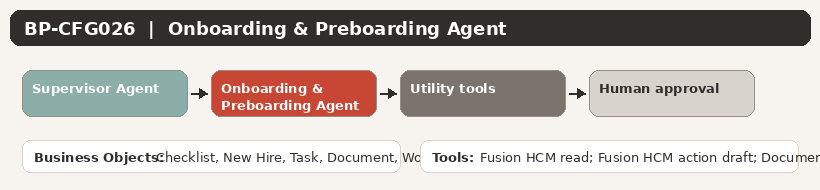 BP-CFG026 | Onboarding & Preboarding Agent
Supervisor Agent
Onboarding &
Preboarding Agent
Utility tools
Human approval
Business Objects: Checklist, New Hire, Task, Document,
Tools: Fusion HCM read; Fusion HCM action draft;